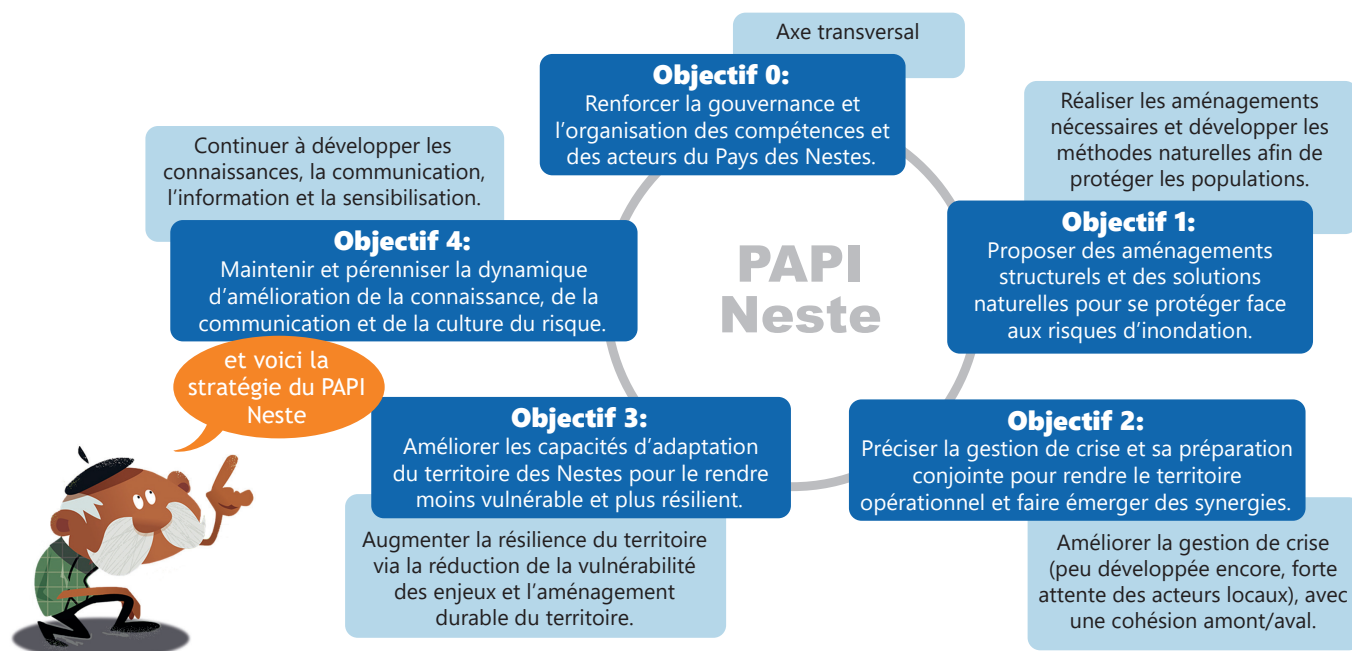 Axe transversal
Objectif 0:
Renforcer la gouvernance et
l'organisation des compétences et
des acteurs du Pays des Nestes.
Réaliser les aménagements
nécessaires et développer les
méthodes naturelles afin de
protéger les populations.
Objectif 1:
Proposer des aménagements
structurels et des solutions
naturelles pour se protéger face
aux risques d'inondation.
Continuer à développer les
connaissances, la communication,
l'information et la sensibilisation.
Objectif 4:
Maintenir et pérenniser la dynamique
d'amélioration de la connaissance, de la
communication et de la culture du risque.
PAPI
Neste
et voici la
stratégie du PAPI
Neste
Objectif 3:
Améliorer les capacités d'adaptation
du territoire des Nestes pour le rendre
moins vulnérable et plus résilient.
Augmenter la résilience du territoire
via la réduction de la vulnérabilité
des enjeux et l'aménagement
durable du territoire.
Objectif 2:
Préciser la gestion de crise et sa préparation
conjointe pour rendre le territoire
opérationnel et faire émerger des synergies.
Améliorer la gestion de crise
(peu développée encore, forte
attente des acteurs locaux), avec
une cohésion amont/aval.